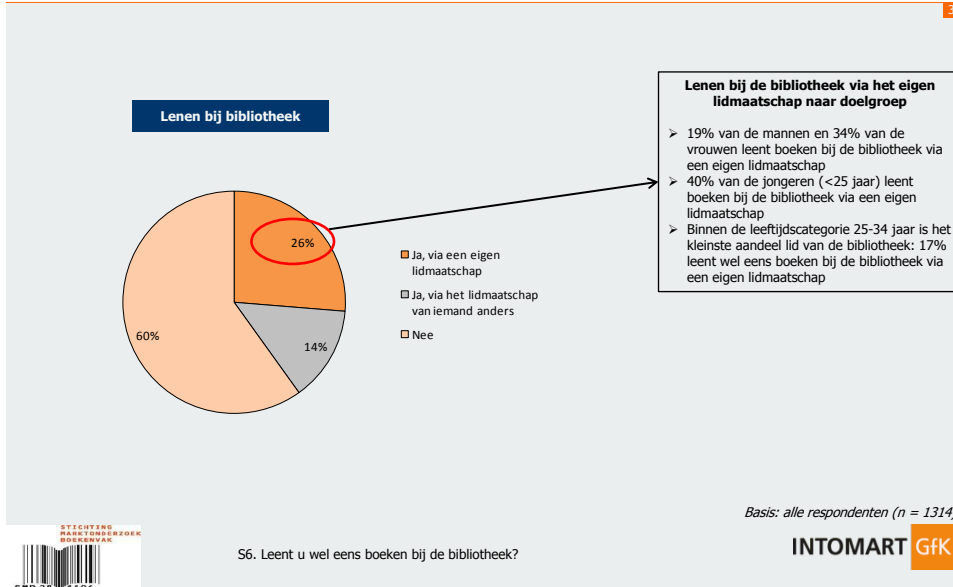 Lenen bij bibliotheek
26%
14%
60%
Ja, via een eigen
lidmaatschap
Ja, via het lidmaatschap
van iemand anders
Nee
Lenen bij de bibliotheek via het eigen
lidmaatschap naar doelgroep
➢ 19% van de mannen en 34% van de
vrouwen leent boeken bij de bibliotheek via
een eigen lidmaatschap
➢ 40% van de jongeren (<25 jaar) leent
boeken bij de bibliotheek via een eigen
lidmaatschap
➢ Binnen de leeftijdscategorie 25-34 jaar is het
kleinste aandeel lid van de bibliotheek: 17%
leent wel eens boeken bij de bibliotheek via
een eigen lidmaatschap
Basis: alle respondenten (n = 1314)
STICHTING
MARKTONDERZOEK
BOEKENVAK
S6. Leent u wel eens boeken bij de bibliotheek?
INTOMART GfK